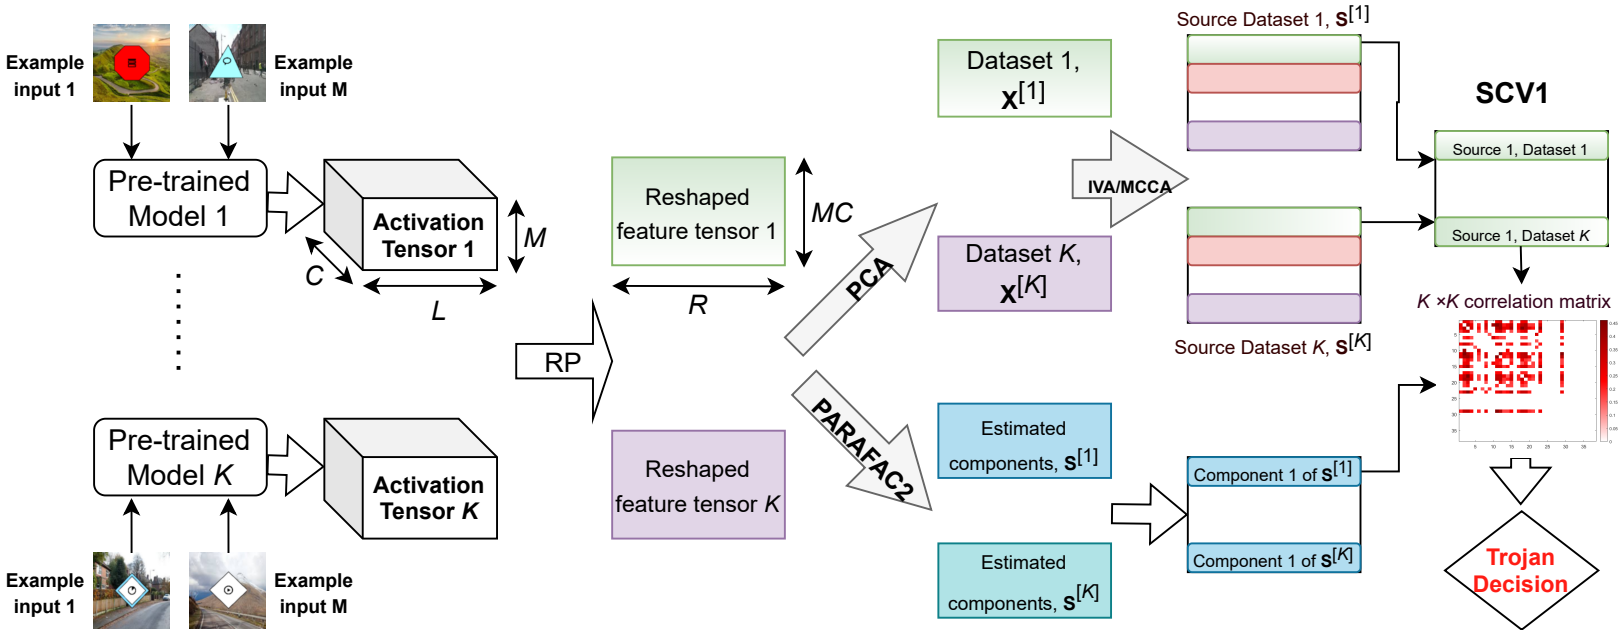 Example
input 1
Example
input M
Pre-trained
Model 1
Activation
Tensor 1
C
L
M
Pre-trained
Model K
Activation
Tensor K
Example
input 1
Example
input M
RP
Reshaped
feature tensor 1
MC
R
Reshaped
feature tensor K
PCA
PARAFAC2
Dataset 1,
X[1]
Dataset K,
X[K]
IVA/MCCA
Source Dataset 1, S[1]
Source Dataset K, S[K]
Estimated
components, S[1]
Estimated
components, S[K]
Component 1 of S[1]
Component 1 of S[K]
SCV1
Source 1, Dataset 1
Source 1, Dataset K
K ×K correlation matrix
Trojan
Decision